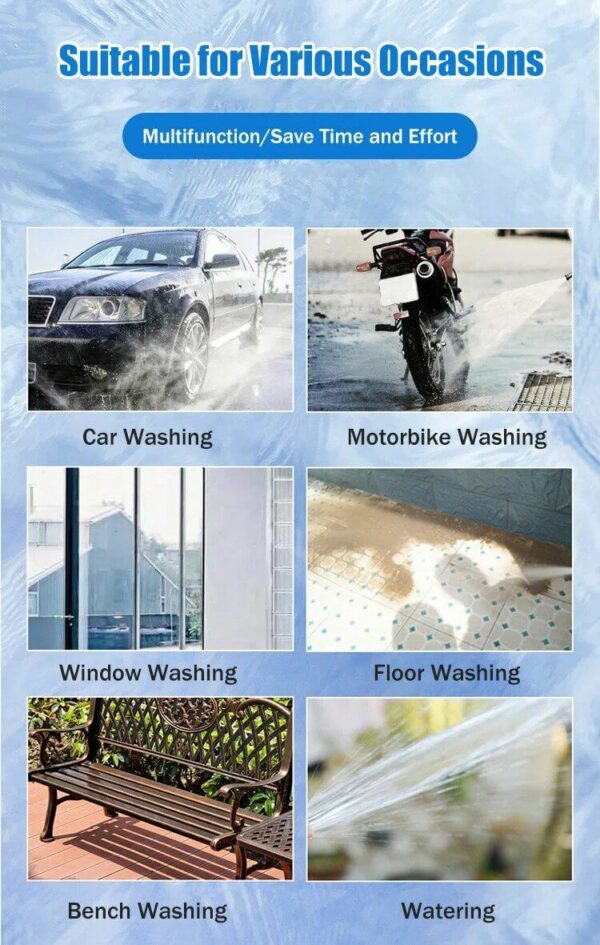 Suitable for Various Occasions
Multifunction/Save Time and Effort
Car Washing
Motorbike Washing
Window Washing
Floor Washing
Bench Washing
Watering